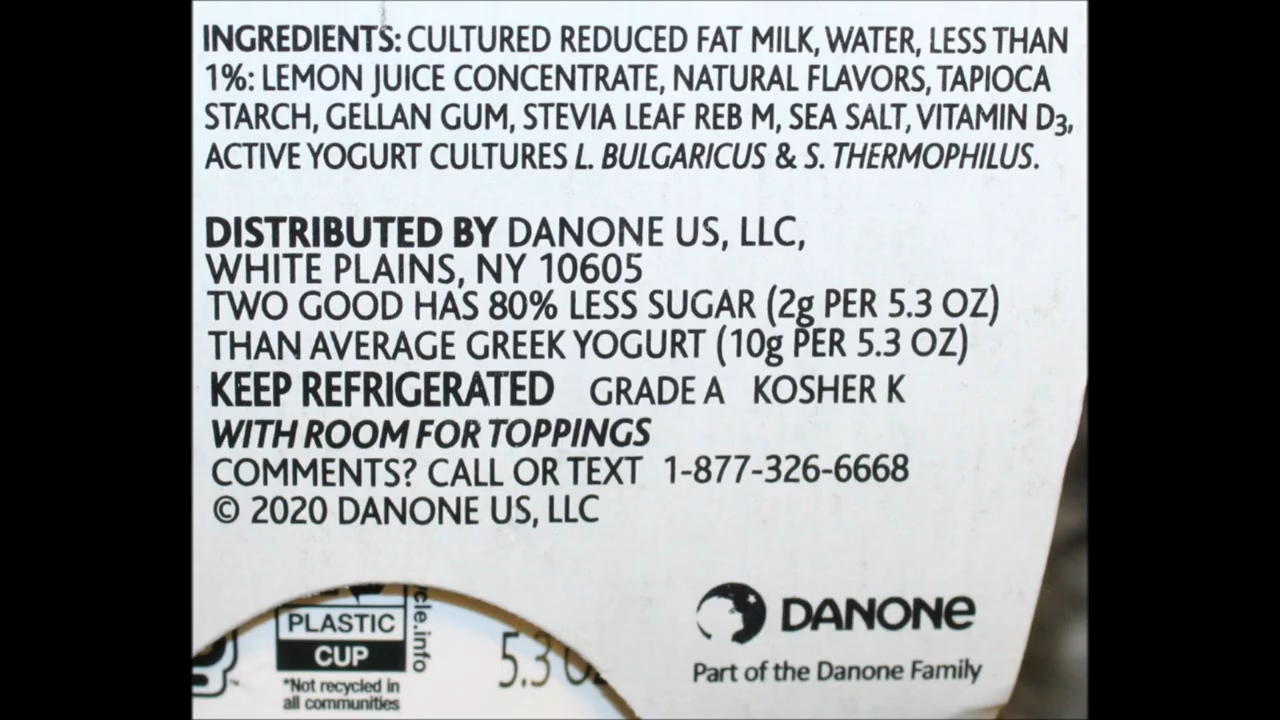 INGREDIENTS: CULTURED REDUCED FAT MILK, WATER, LESS THAN
1%: LEMON JUICE CONCENTRATE, NATURAL FLAVORS, TAPIOCA
STARCH, GELLAN GUM, STEVIA LEAF REB M, SEA SALT, VITAMIN D3,
ACTIVE YOGURT CULTURES L. BULGARICUS & S. THERMOPHILUS.
DISTRIBUTED BY DANONE US, LLC,
WHITE PLAINS, NY 10605
TWO GOOD HAS 80% LESS SUGAR (2g PER 5.3 OZ)
THAN AVERAGE GREEK YOGURT (10g PER 5.3 OZ)
KEEP REFRIGERATED GRADE A KOSHER K
WITH ROOM FOR TOPPINGS
COMMENTS? CALL OR TEXT 1-877-326-6668
© 2020 DANONE US, LLC
PLASTIC
CUP
*Not recycled in
all communities
cle.info
5.3
DANONE
Part of the Danone Family